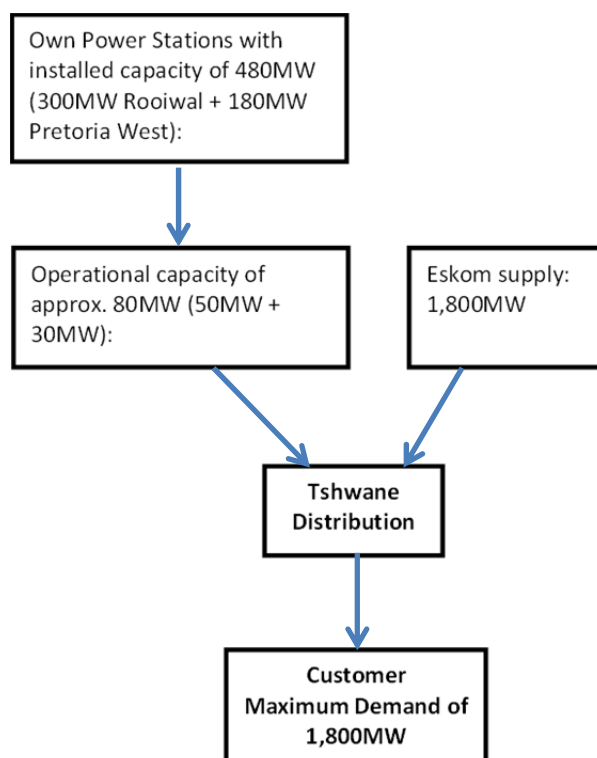 Own Power Stations with
installed capacity of 480MW
(300MW Rooiwal + 180MW
Pretoria West):
Operational capacity of
approx. 80MW (50MW +
30MW):
Eskom supply:
1,800MW
Tshwane
Distribution
Customer
Maximum Demand of
1,800MW